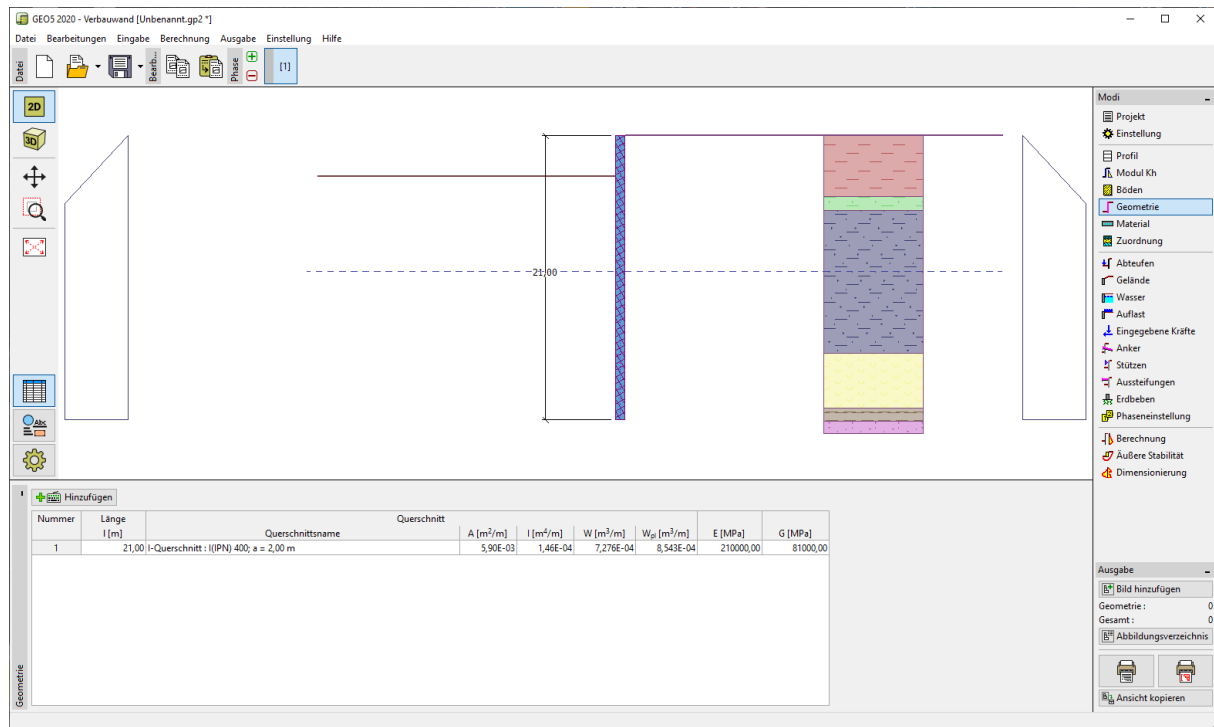 GEO5 2020 - Verbauwand [Unbenannt.gp2 *]
Datei Bearbeitungen Eingabe Berechnung Ausgabe Einstellung Hilfe
Datei
Bearb...
Phase
[1]
2D
3D
Abc
21,00
Modi
Projekt
Einstellung
Profil
Modul Kh
Böden
Geometrie
Material
Zuordnung
Abteufen
Gelände
Wasser
Auflast
Eingegebene Kräfte
Anker
Stützen
Aussteifungen
Erdbeben
Phaseneinstellung
Berechnung
Äußere Stabilität
Dimensionierung
Hinzufügen
Nummer Länge Querschnitt
l [m] Querschnittsname A [m²/m] I [m⁴/m] W [m³/m] Wpl [m³/m] E [MPa] G [MPa]
1 21,00 I-Querschnitt : I(IPN) 400; a = 2,00 m 5,90E-03 1,46E-04 7,276E-04 8,543E-04 210000,00 81000,00
Geometrie
Ausgabe
Bild hinzufügen
Geometrie : 0
Gesamt : 0
Abbildungsverzeichnis
Ansicht kopieren